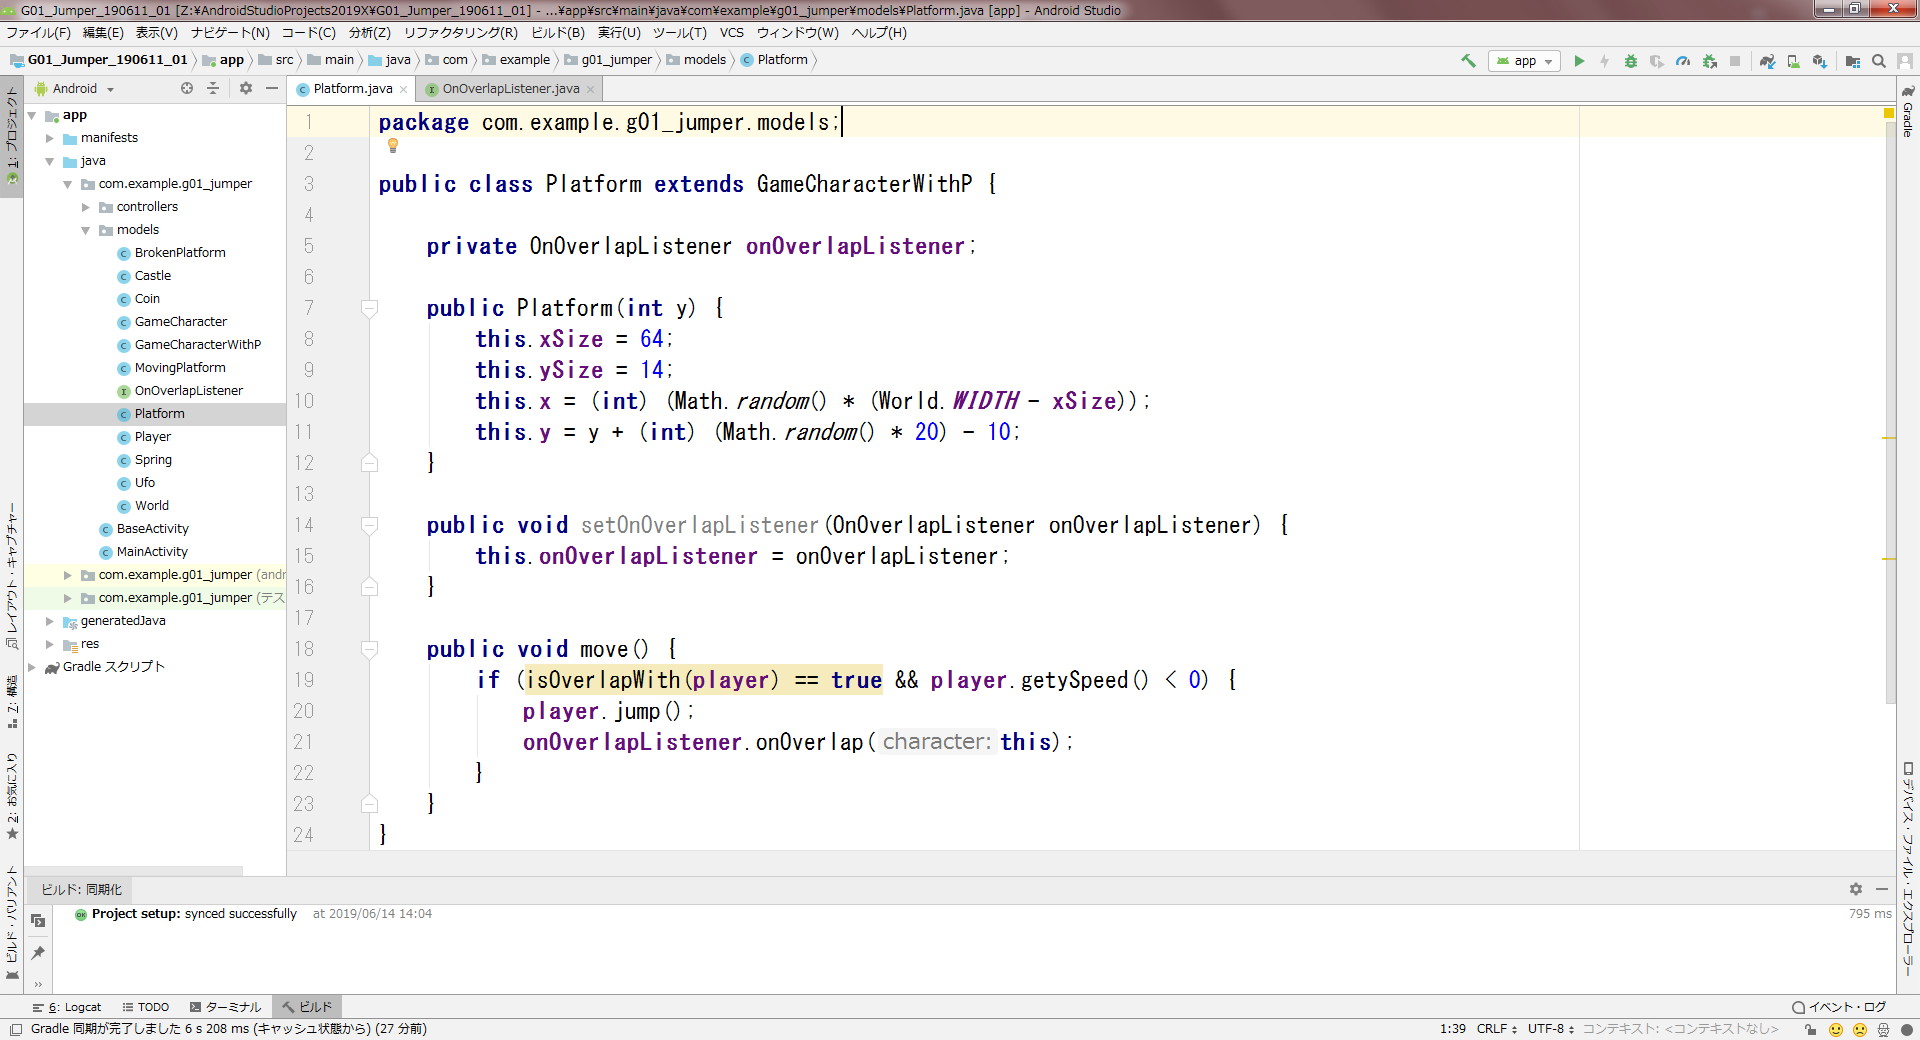 G01_Jumper_190611_01 [Z:¥AndroidStudioProjects2019X¥G01_Jumper_190611_01] - ...¥app¥src¥main¥java¥com¥example¥g01_jumper¥models¥Platform.java [app] - Android Studio
ファイル(F) 編集(E) 表示(V) ナビゲート(N) コード(C) 分析(Z) リファクタリング(R) ビルド(B) 実行(U) ツール(T) VCS ウィンドウ(W) ヘルプ(H)
G01_Jumper_190611_01 app src main java com example g01_jumper models Platform app
Android
Platform.java OnOverlapListener.java
1: プロジェクト
レイアウト・キャプチャー
7: 構造
2: お気に入り
ビルド・バリアント
app
manifests
java
com.example.g01_jumper
controllers
models
BrokenPlatform
Castle
Coin
GameCharacter
GameCharacterWithP
MovingPlatform
OnOverlapListener
Platform
Player
Spring
Ufo
World
BaseActivity
MainActivity
com.example.g01_jumper (andr
com.example.g01_jumper (テス
generatedJava
res
Gradle スクリプト
1 package com.example.g01_jumper.models;
2
3 public class Platform extends GameCharacterWithP {
4
5 private OnOverlapListener onOverlapListener;
6
7 public Platform(int y) {
8 this.xSize = 64;
9 this.ySize = 14;
10 this.x = (int) (Math.random() * (World.WIDTH - xSize));
11 this.y = y + (int) (Math.random() * 20) - 10;
12 }
13
14 public void setOnOverlapListener(OnOverlapListener onOverlapListener) {
15 this.onOverlapListener = onOverlapListener;
16 }
17
18 public void move() {
19 if (isOverlapWith(player) == true && player.getySpeed() < 0) {
20 player.jump();
21 onOverlapListener.onOverlap( character: this);
22 }
23 }
24 }
Gradle
デバイス・ファイル・エクスプローラー
ビルド: 同期化
OK Project setup: synced successfully at 2019/06/14 14:04 795 ms
6: Logcat TODO ターミナル ビルド イベント・ログ
Gradle 同期が完了しました 6 s 208 ms (キャッシュ状態から) (27 分前) 1:39 CRLF UTF-8 コンテキスト: <コンテキストなし>